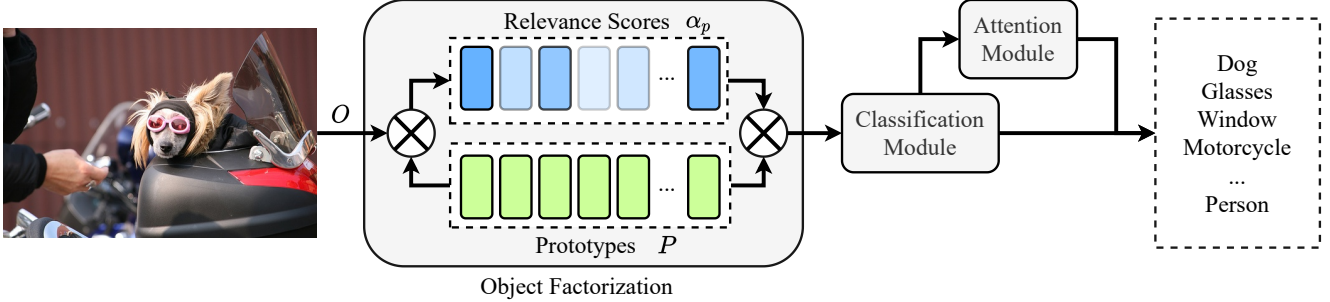 Relevance Scores α_p
O
Prototypes P
Object Factorization
Classification
Module
Attention
Module
Dog
Glasses
Window
Motorcycle
...
Person